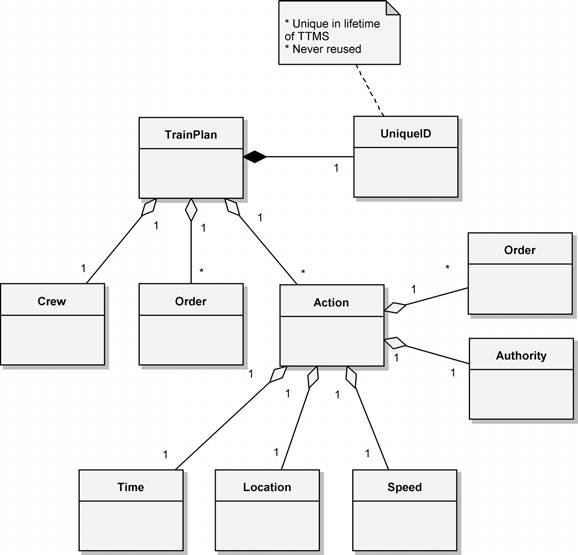 * Unique in lifetime
of TTMS
* Never reused
TrainPlan
UniqueID
1
1
1
1
1
*
*
Crew
Order
Action
Order
1
*
Authority
1
1
1
1
1
1
1
1
Time
Location
Speed